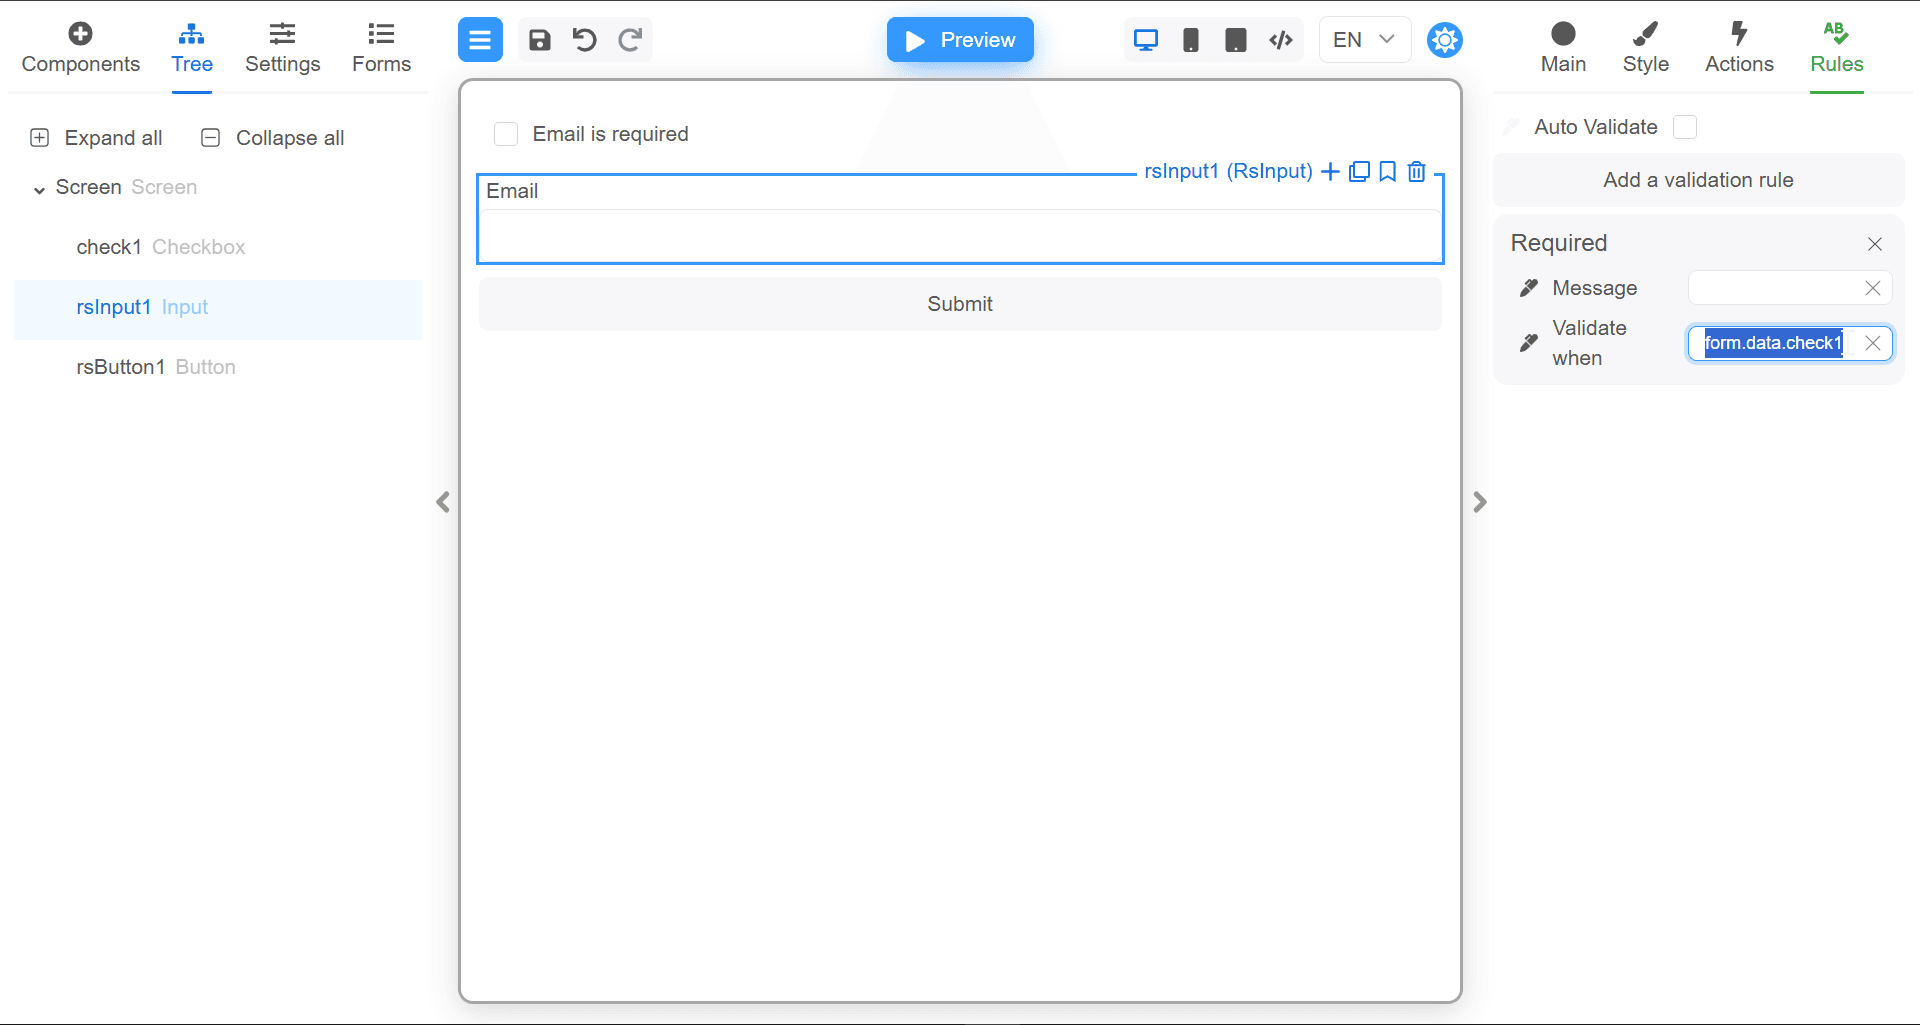 Components
Tree
Settings
Forms
Preview
EN
Main
Style
Actions
AB
Rules
Expand all
Collapse all
Screen Screen
check1 Checkbox
rsInput1 Input
rsButton1 Button
Email is required
rsInput1 (RsInput)
Email
Submit
Auto Validate
Add a validation rule
Required
Message
Validate
when
form.data.check1